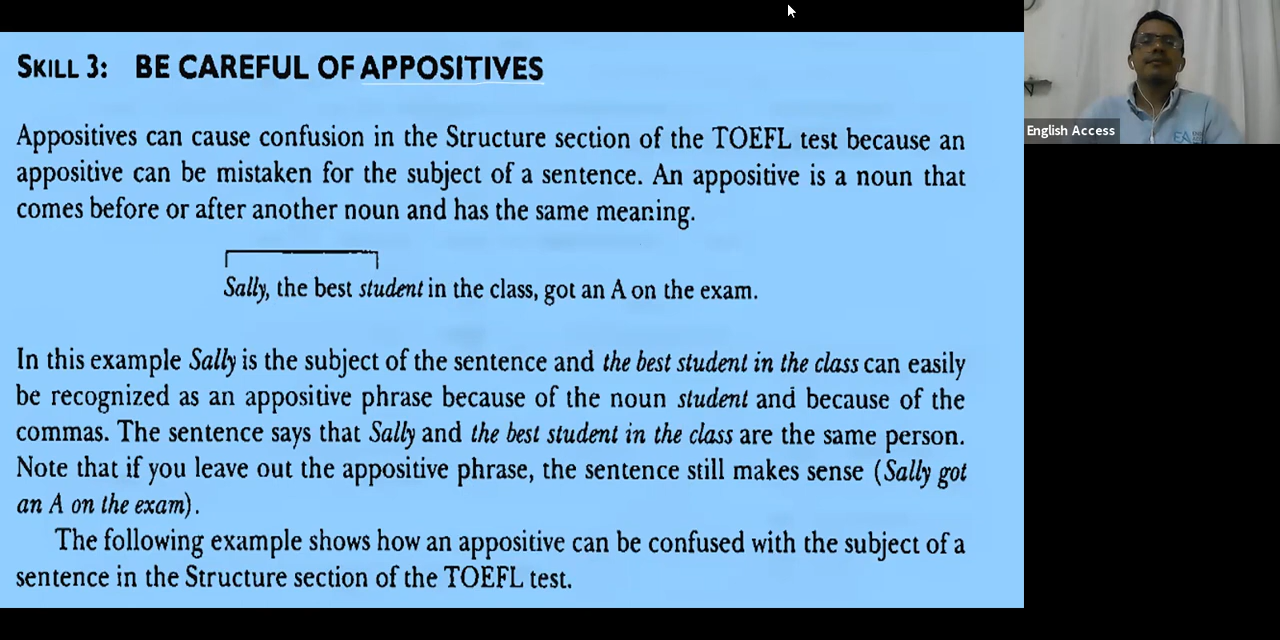 SKILL 3: BE CAREFUL OF APPOSITIVES
Appositives can cause confusion in the Structure section of the TOEFL test because an
appositive can be mistaken for the subject of a sentence. An appositive is a noun that
comes before or after another noun and has the same meaning.
Sally, the best student in the class, got an A on the exam.
In this example Sally is the subject of the sentence and the best student in the class can easily
be recognized as an appositive phrase because of the noun student and because of the
commas. The sentence says that Sally and the best student in the class are the same person.
Note that if you leave out the appositive phrase, the sentence still makes sense (Sally got
an A on the exam).
The following example shows how an appositive can be confused with the subject of a
sentence in the Structure section of the TOEFL test.
English Access
EA